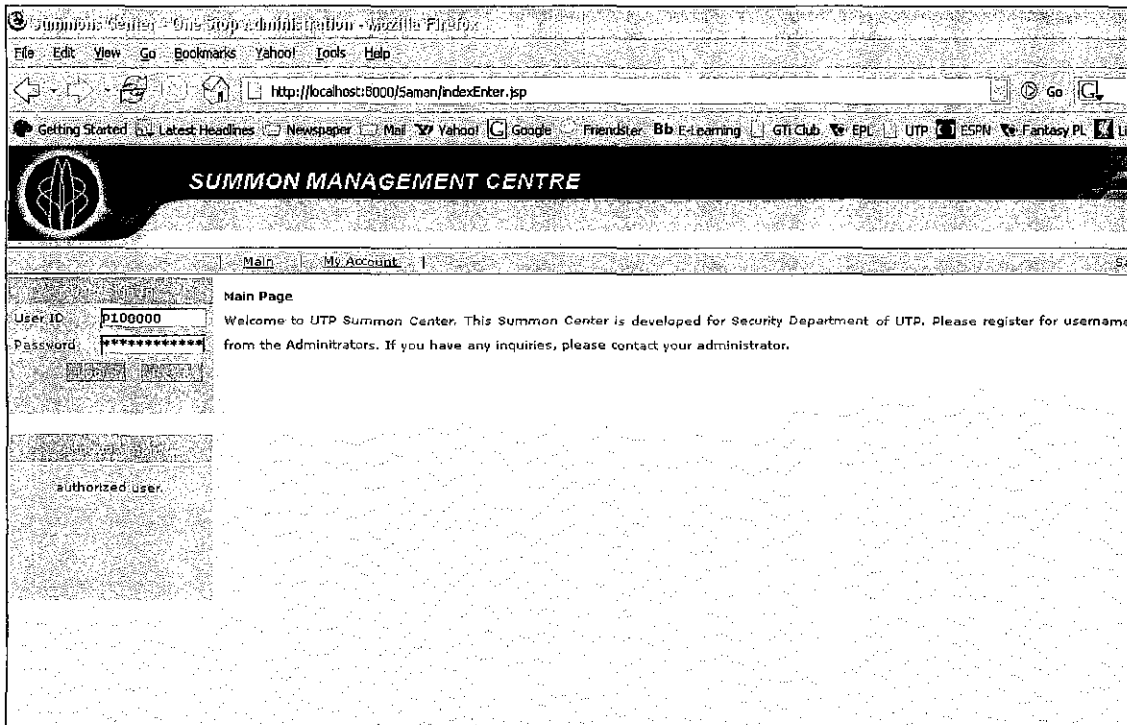 Summons Center - One Stop Administration - Mozilla Firefox
File Edit View Go Bookmarks Yahoo! Tools Help
http://localhost:8000/Saman/indexEnter.jsp Go
Getting Started Latest Headlines Newspaper Mail Yahoo! Google Friendster Bb E-Learning GTi Club EPL UTP ESPN Fantasy PL Li
SUMMON MANAGEMENT CENTRE
Main | My Account | Sa
Main Page
User ID P100000
Welcome to UTP Summon Center. This Summon Center is developed for Security Department of UTP. Please register for username
Password ************
from the Adminitrators. If you have any inquiries, please contact your administrator.
authorized user.